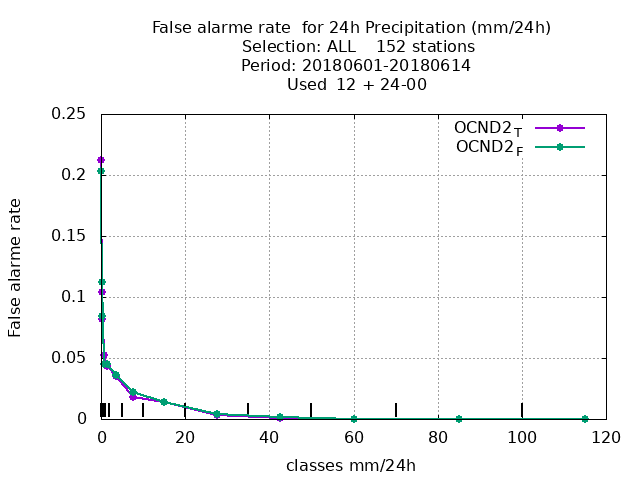 False alarme rate  for 24h Precipitation (mm/24h)
Selection: ALL    152 stations
Period: 20180601-20180614
Used  12 + 24-00
OCND2T
OCND2F
0.25
0.2
0.15
0.1
0.05
0
False alarme rate
0 20 40 60 80 100 120
classes mm/24h